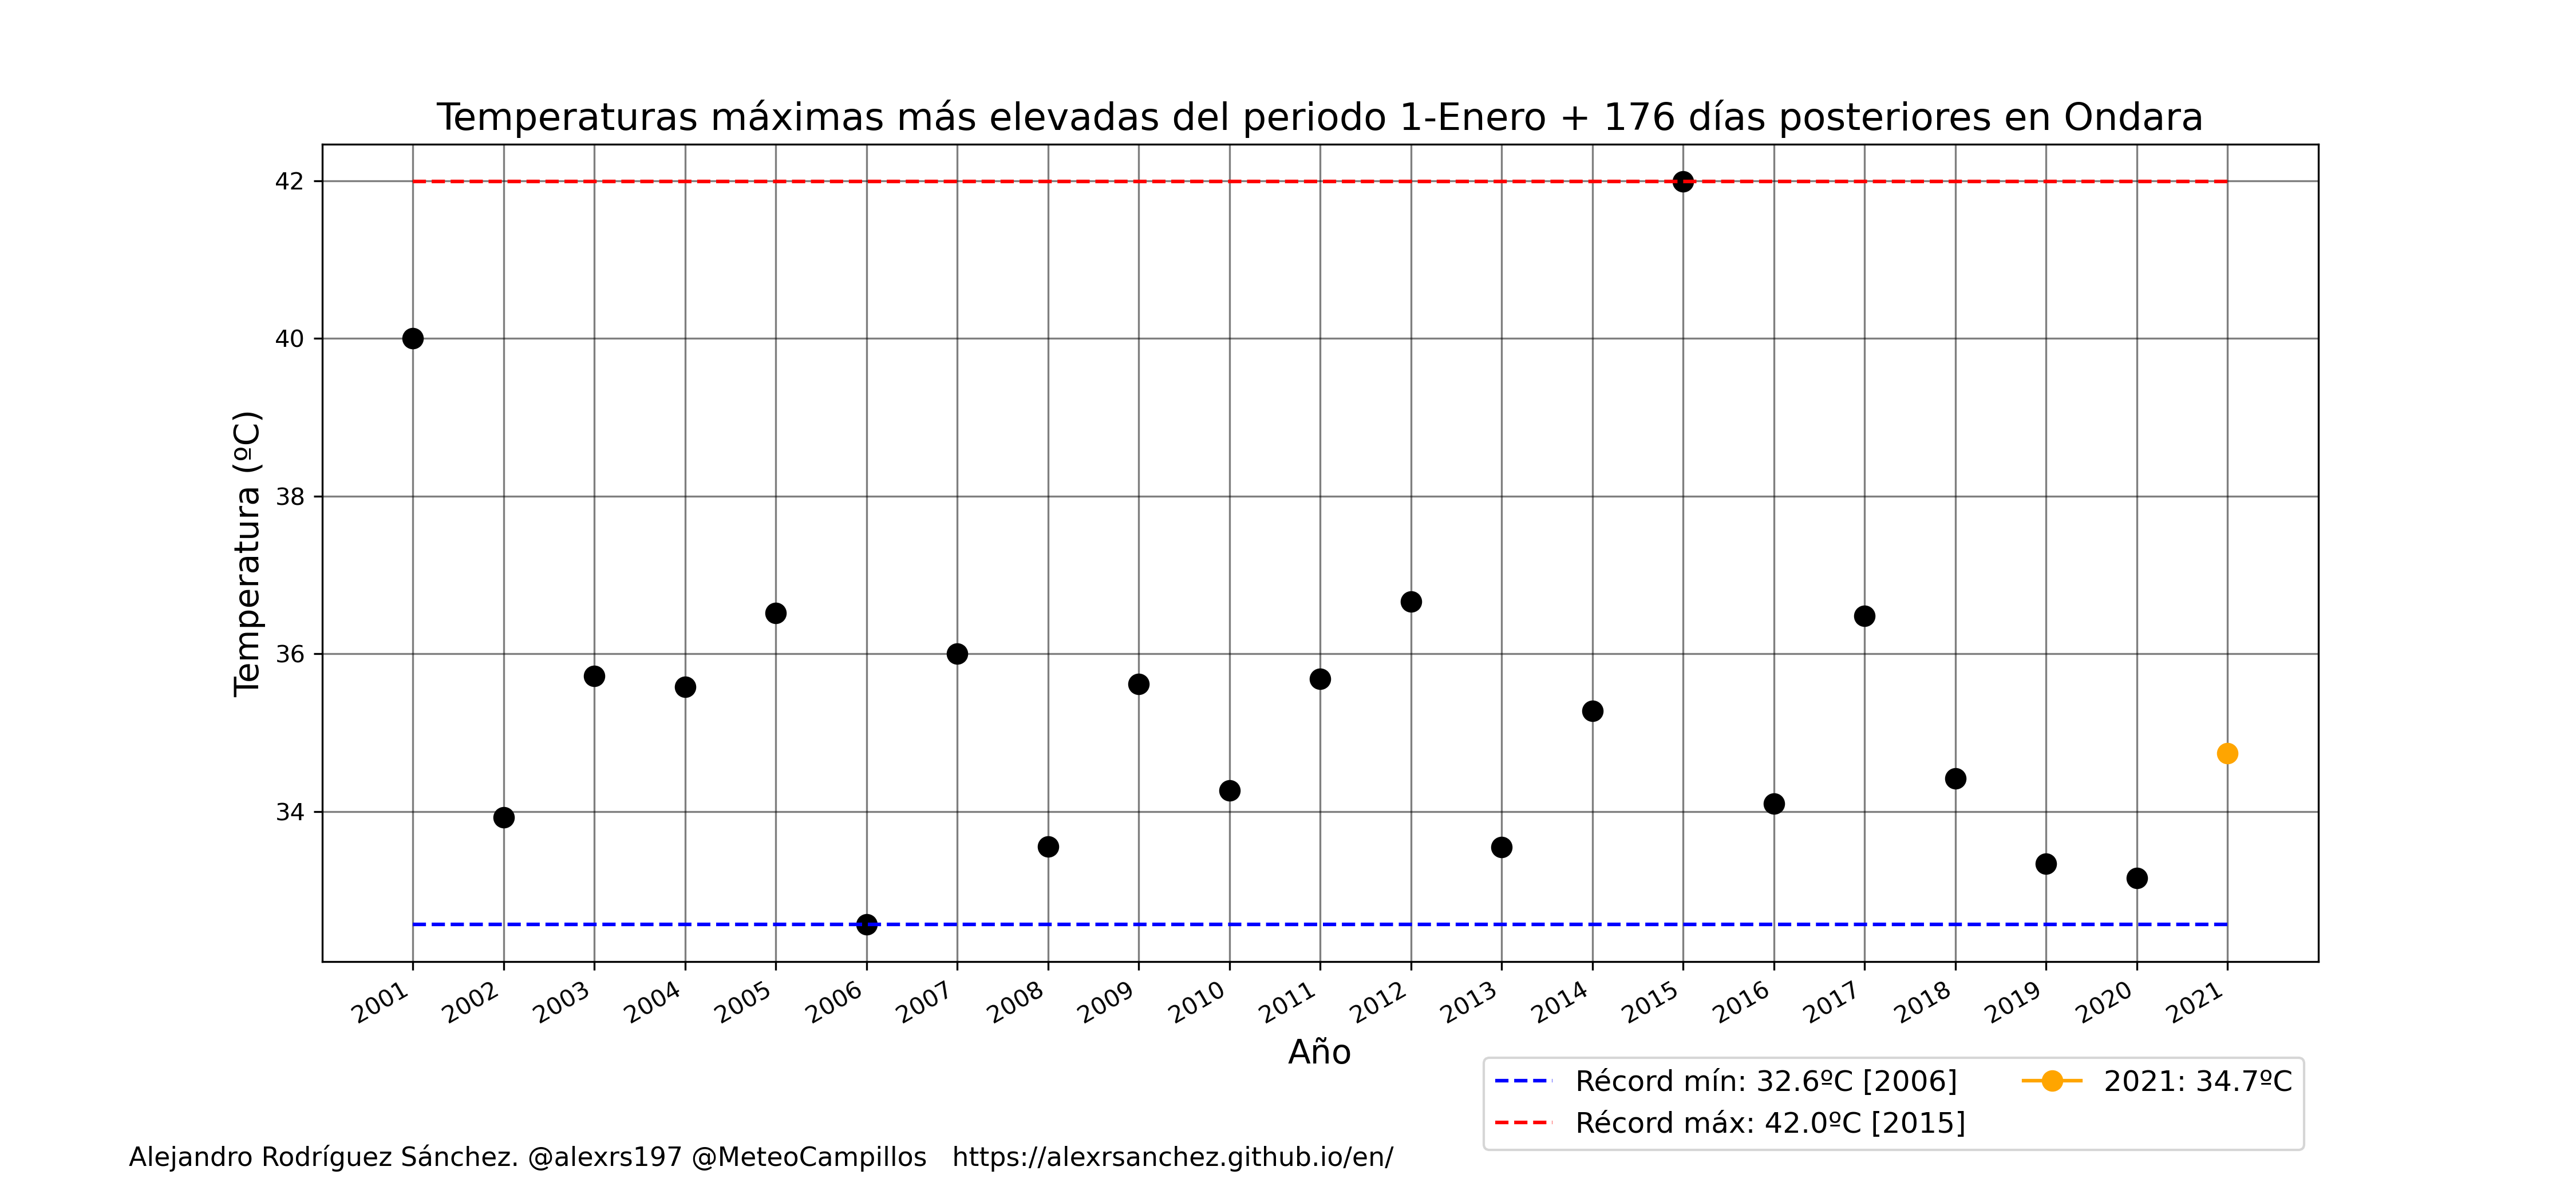 Temperaturas máximas más elevadas del periodo 1-Enero + 176 días posteriores en Ondara
Temperatura (ºC)
42
40
38
36
34
2001 2002 2003 2004 2005 2006 2007 2008 2009 2010 2011 2012 2013 2014 2015 2016 2017 2018 2019 2020 2021
Año
Récord mín: 32.6ºC [2006]
Récord máx: 42.0ºC [2015]
2021: 34.7ºC
Alejandro Rodríguez Sánchez. @alexrs197 @MeteoCampillos https://alexrsanchez.github.io/en/